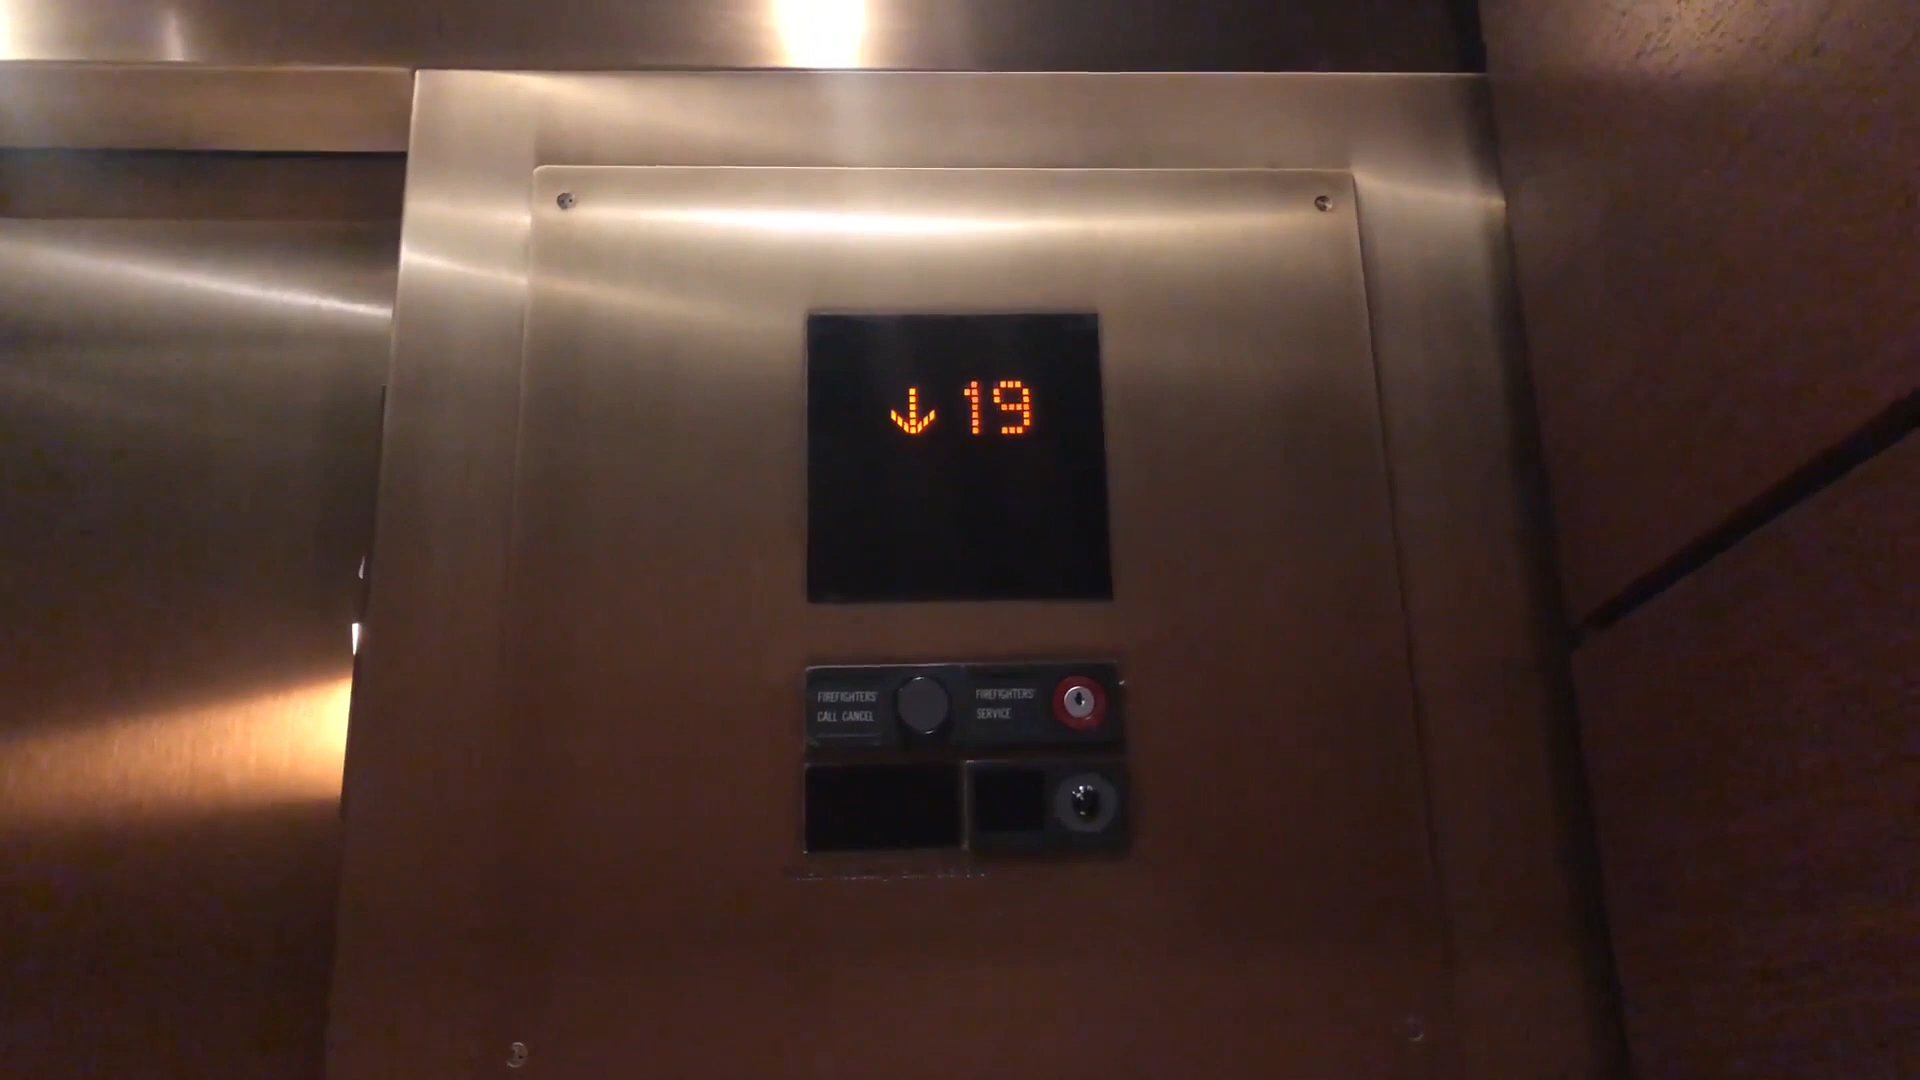 ↓ 19
FIREFIGHTERS'
CALL CANCEL
FIREFIGHTERS'
SERVICE